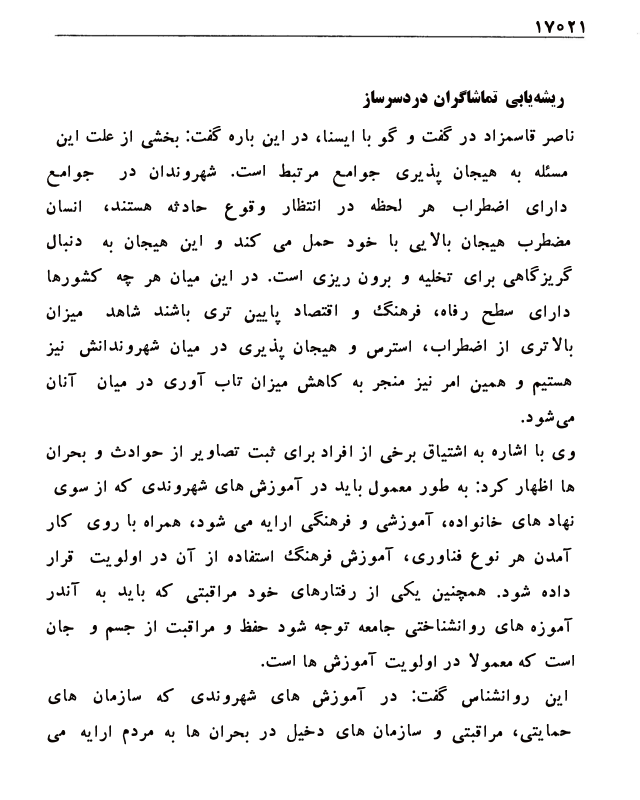 ۱۷۰۲۱
ریشه‌یابی تماشاگران دردسرساز
ناصر قاسمزاد در گفت و گو با ایسنا، در این باره گفت: بخشی از علت این
مسئله به هیجان پذیری جوامع مرتبط است. شهروندان در جوامع
دارای اضطراب هر لحظه در انتظار وقوع حادثه هستند، انسان
مضطرب هیجان بالایی با خود حمل می کند و این هیجان به دنبال
گریزگاهی برای تخلیه و برون ریزی است. در این میان هر چه کشورها
دارای سطح رفاه، فرهنگ و اقتصاد پایین تری باشند شاهد میزان
بالاتری از اضطراب، استرس و هیجان پذیری در میان شهروندانش نیز
هستیم و همین امر نیز منجر به کاهش میزان تاب آوری در میان آنان
می‌شود.
وی با اشاره به اشتیاق برخی از افراد برای ثبت تصاویر از حوادث و بحران
ها اظهار کرد: به طور معمول باید در آموزش های شهروندی که از سوی
نهاد های خانواده، آموزشی و فرهنگی ارایه می شود، همراه با روی کار
آمدن هر نوع فناوری، آموزش فرهنگ استفاده از آن در اولویت قرار
داده شود. همچنین یکی از رفتارهای خود مراقبتی که باید به آندر
آموزه های روانشناختی جامعه توجه شود حفظ و مراقبت از جسم و جان
است که معمولا در اولویت آموزش ها است.
این روانشناس گفت: در آموزش های شهروندی که سازمان های
حمایتی، مراقبتی و سازمان های دخیل در بحران ها به مردم ارایه می